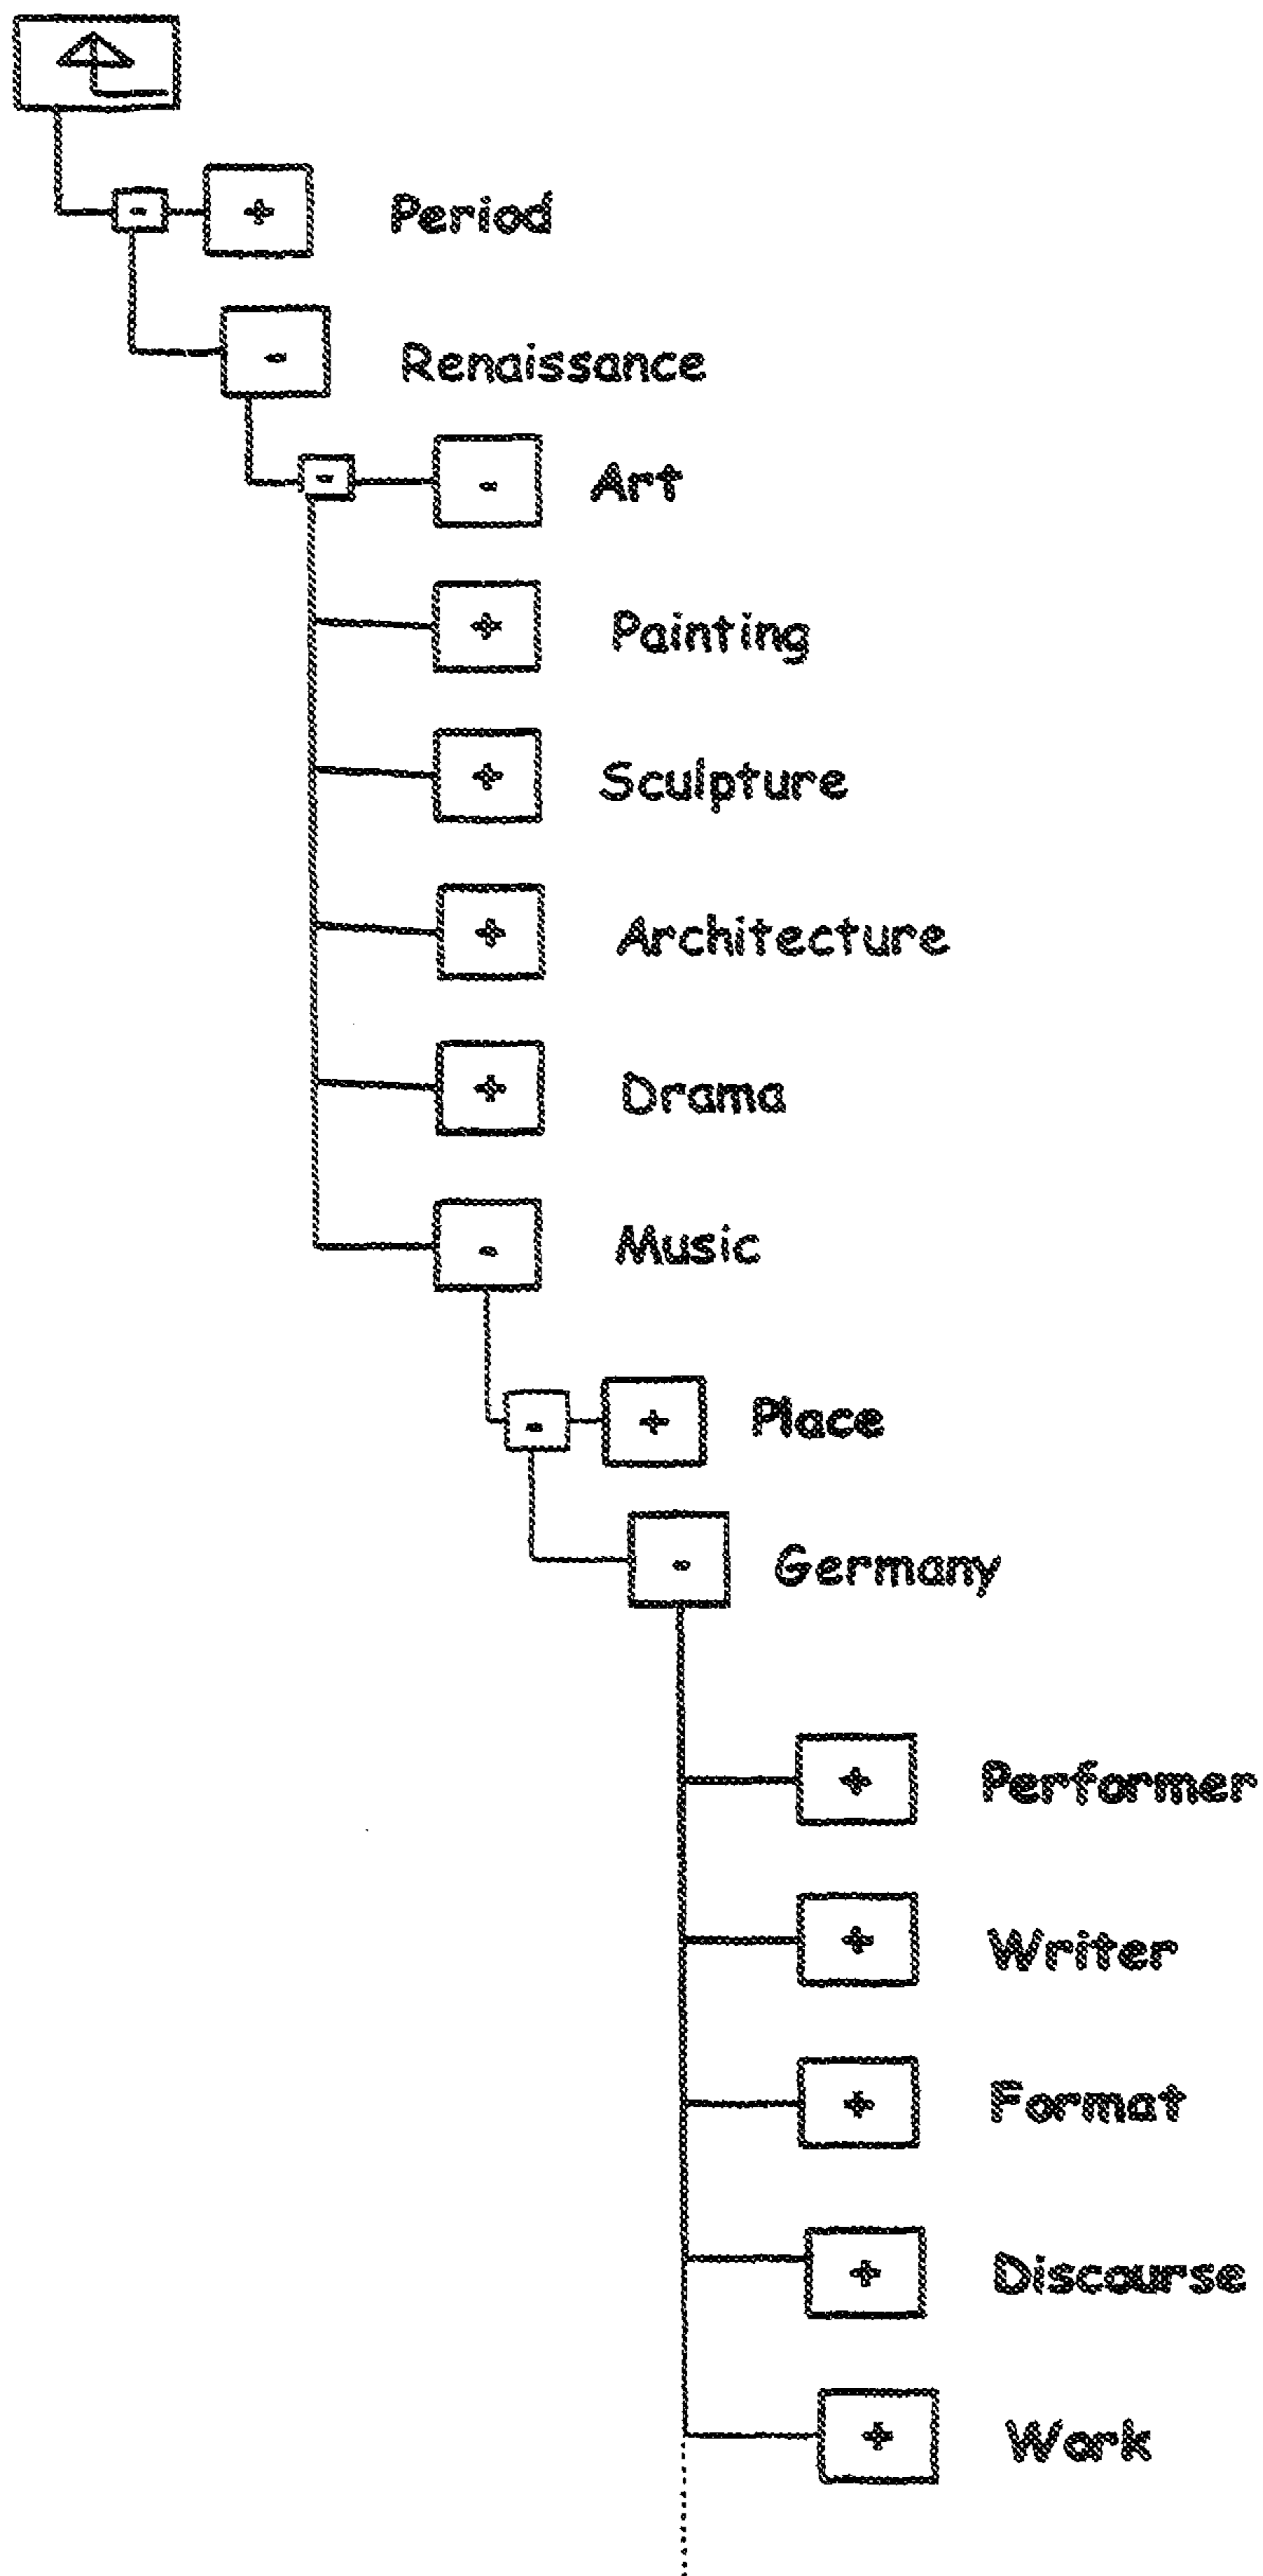 Period
Renaissance
Art
Painting
Sculpture
Architecture
Drama
Music
Place
Germany
Performer
Writer
Format
Discourse
Work